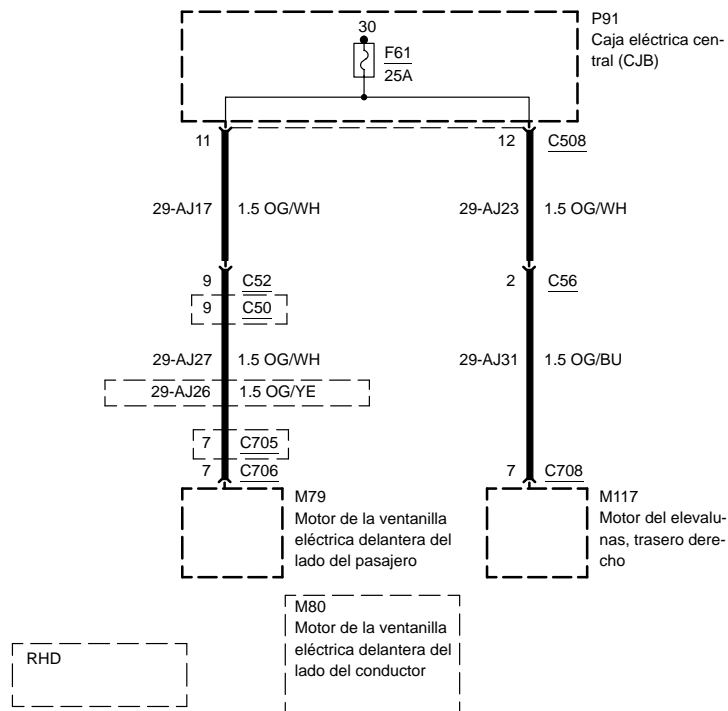 P91
Caja eléctrica cen-
tral (CJB)
30
F61
25A
11
12 C508
29-AJ17 1.5 OG/WH
29-AJ23 1.5 OG/WH
9 C52
2 C56
9 C50
29-AJ27 1.5 OG/WH
29-AJ31 1.5 OG/BU
29-AJ26 1.5 OG/YE
7 C705
7 C706
7 C708
M79
Motor de la ventanilla
eléctrica delantera del
lado del pasajero
M117
Motor del elevalu-
nas, trasero dere-
cho
M80
Motor de la ventanilla
eléctrica delantera del
lado del conductor
RHD